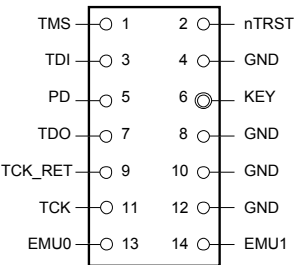 TMS 1 2 nTRST
TDI 3 4 GND
PD 5 6 KEY
TDO 7 8 GND
TCK_RET 9 10 GND
TCK 11 12 GND
EMU0 13 14 EMU1